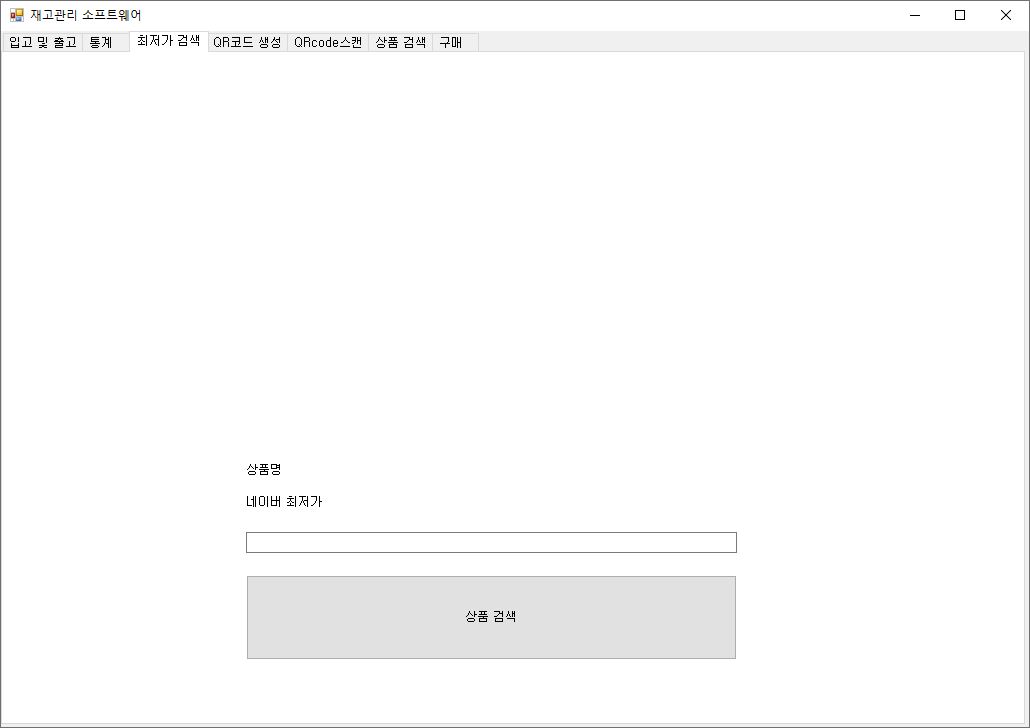 재고관리 소프트웨어
입고 및 출고 통계 최저가 검색 QR코드 생성 QRcode스캔 상품 검색 구매
상품명
네이버 최저가
상품 검색